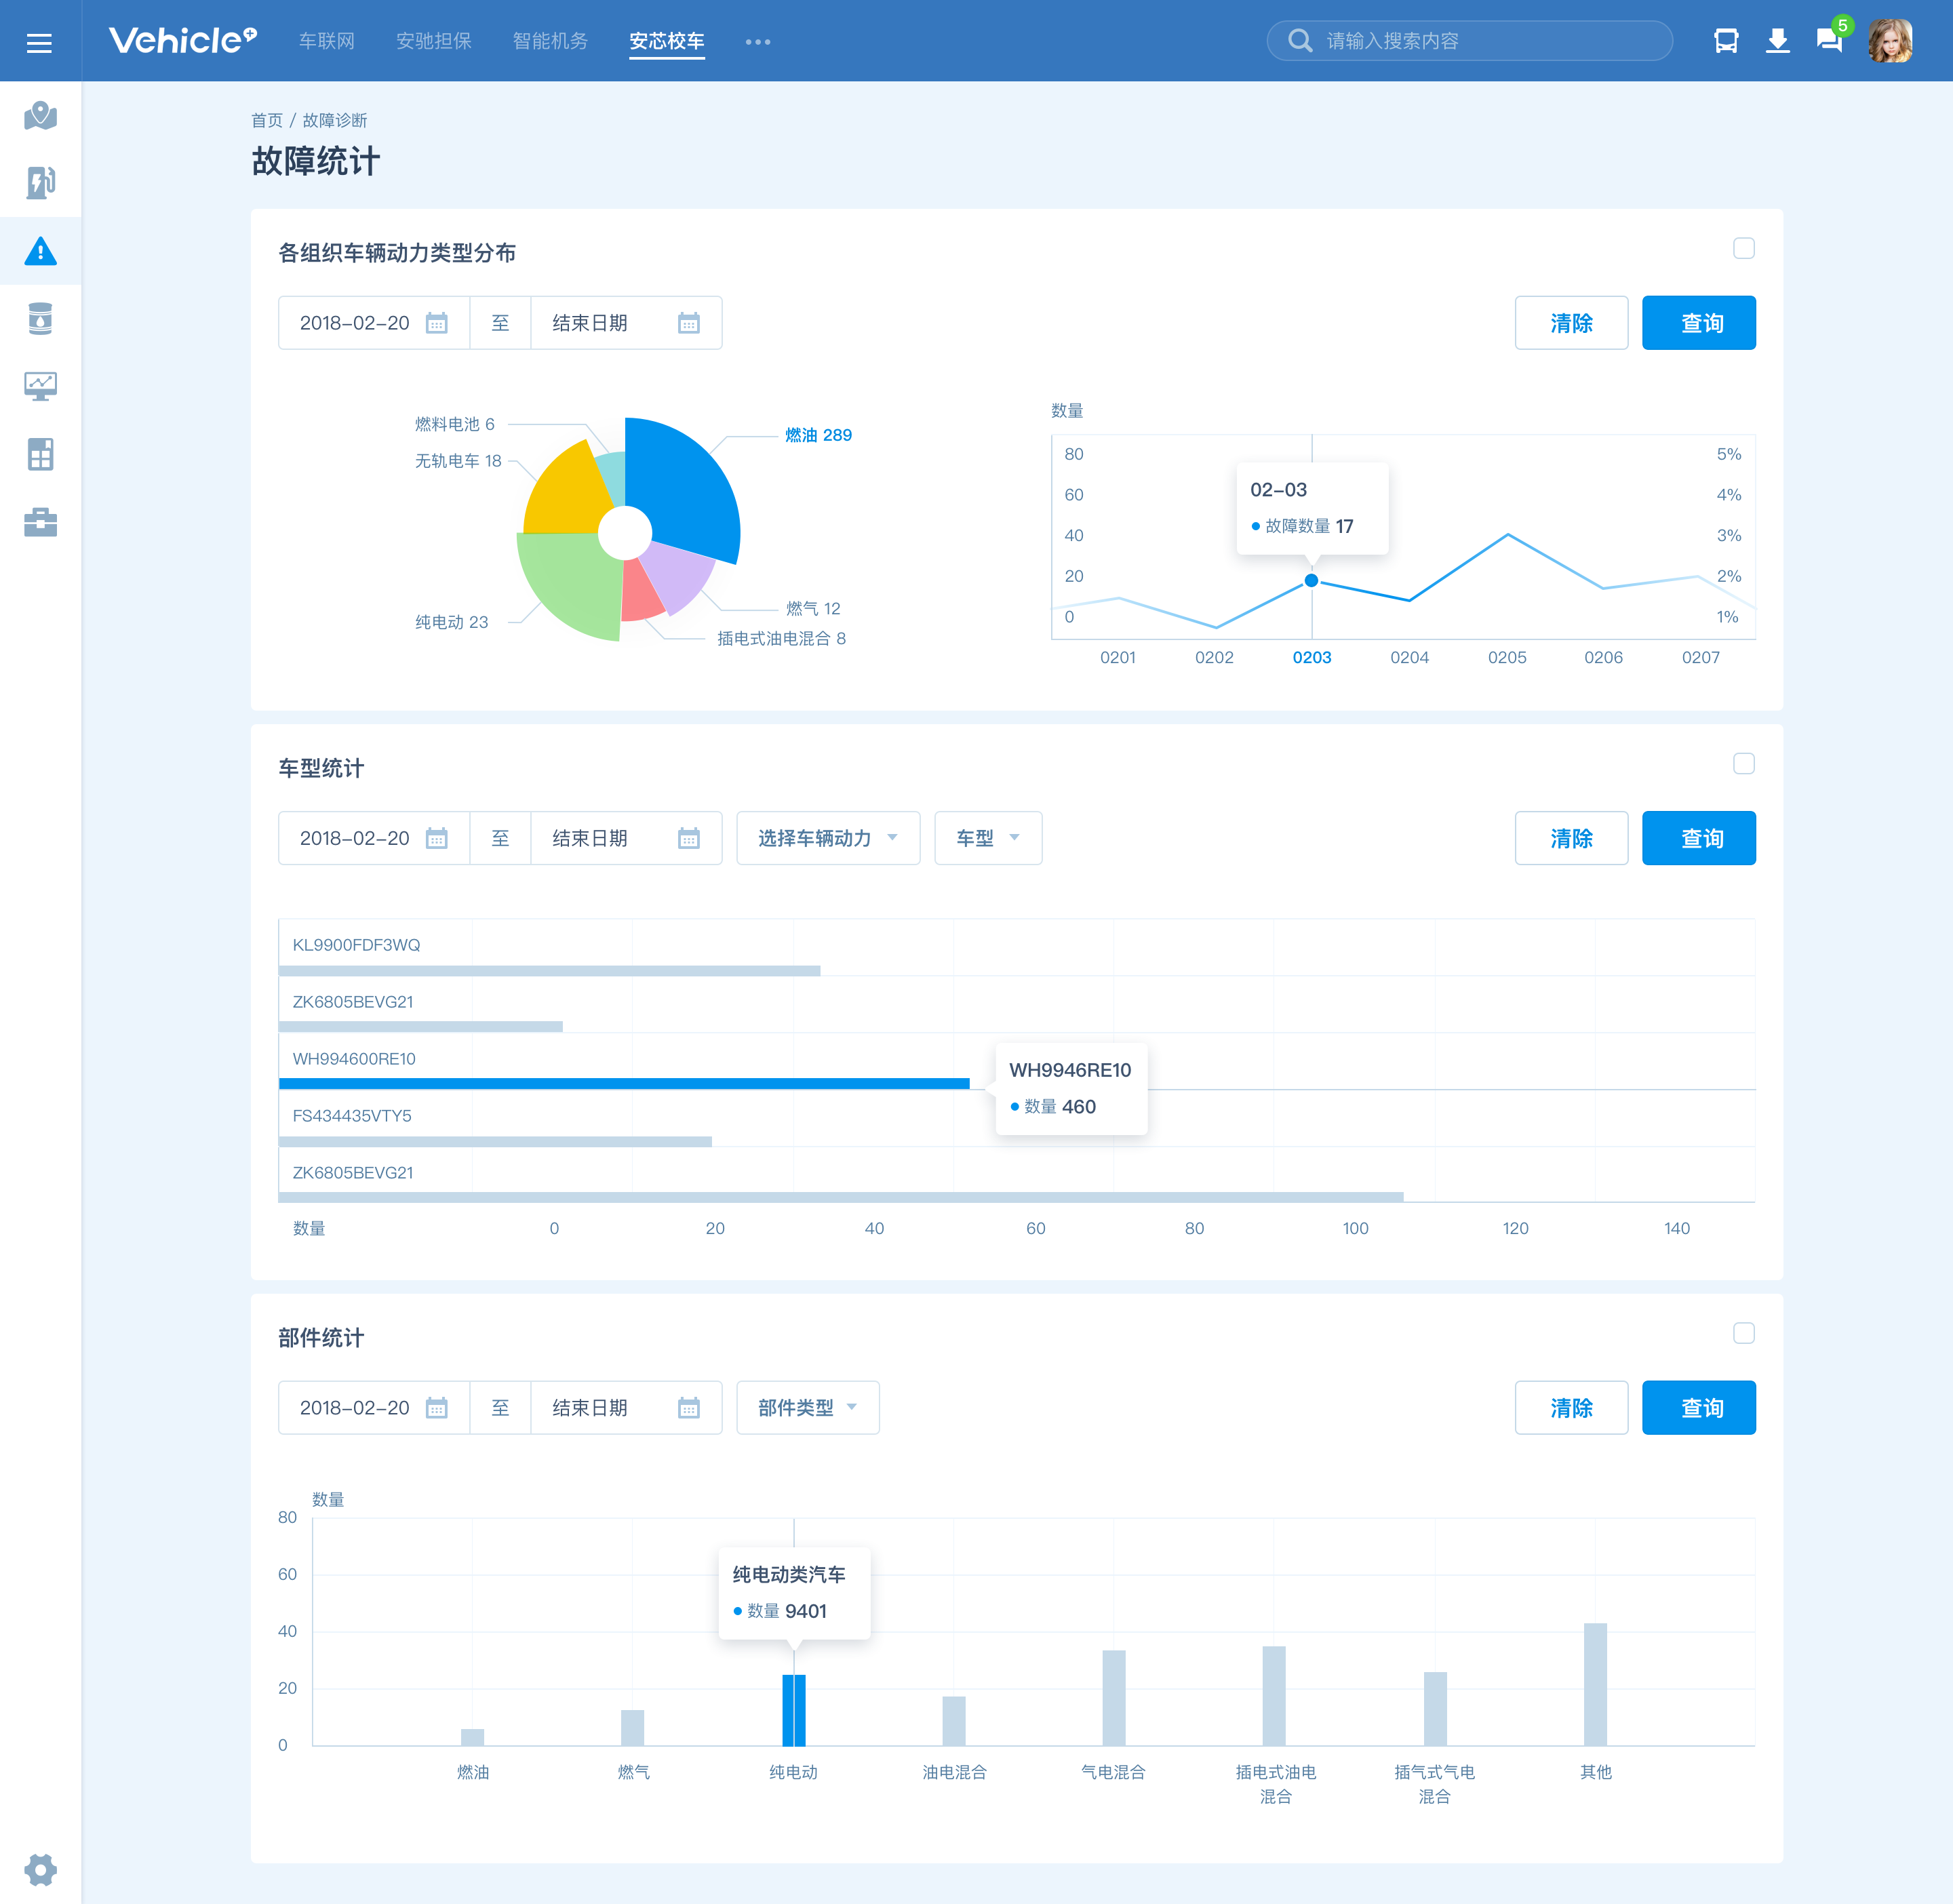 Vehicle+
车联网
安驰担保
智能机务
安芯校车
请输入搜索内容
5
首页 / 故障诊断
故障统计
各组织车辆动力类型分布
2018-02-20
至
结束日期
清除
查询
燃料电池 6
无轨电车 18
纯电动 23
燃油 289
燃气 12
插电式油电混合 8
数量
80
60
40
20
0
5%
4%
3%
2%
1%
02-03
故障数量 17
0201
0202
0203
0204
0205
0206
0207
车型统计
2018-02-20
至
结束日期
选择车辆动力
车型
清除
查询
KL9900FDF3WQ
ZK6805BEVG21
WH994600RE10
FS434435VTY5
ZK6805BEVG21
WH9946RE10
数量 460
数量
0
20
40
60
80
100
120
140
部件统计
2018-02-20
至
结束日期
部件类型
清除
查询
数量
80
60
40
20
0
纯电动类汽车
数量 9401
燃油
燃气
纯电动
油电混合
气电混合
插电式油电
混合
插气式气电
混合
其他